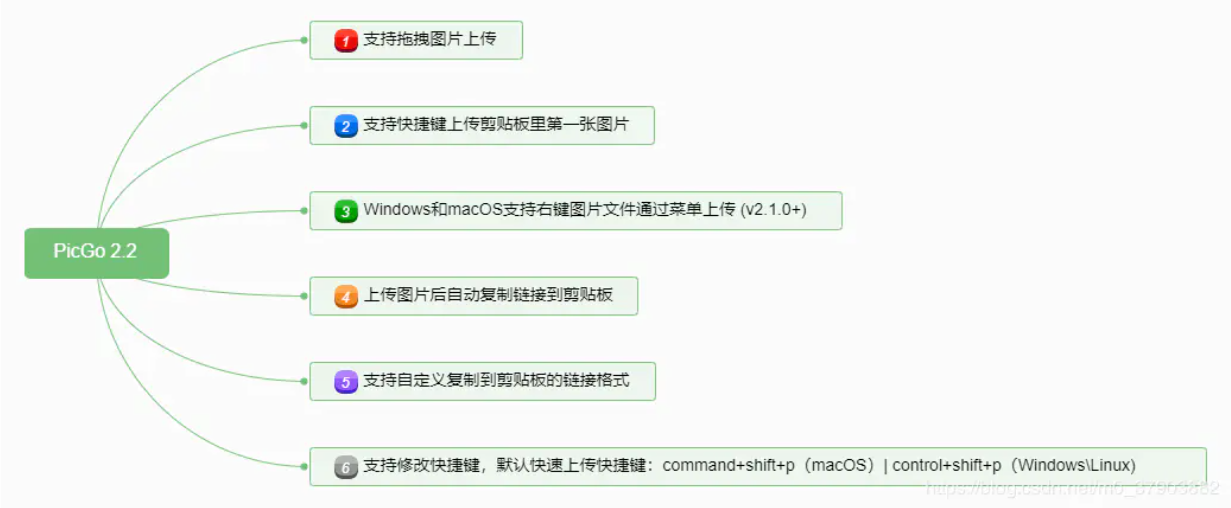 1 支持拖拽图片上传
2 支持快捷键上传剪贴板里第一张图片
3 Windows和macOS支持右键图片文件通过菜单上传 (v2.1.0+)
PicGo 2.2
4 上传图片后自动复制链接到剪贴板
5 支持自定义复制到剪贴板的链接格式
6 支持修改快捷键，默认快速上传快捷键：command+shift+p（macOS）| control+shift+p（Windows\Linux)